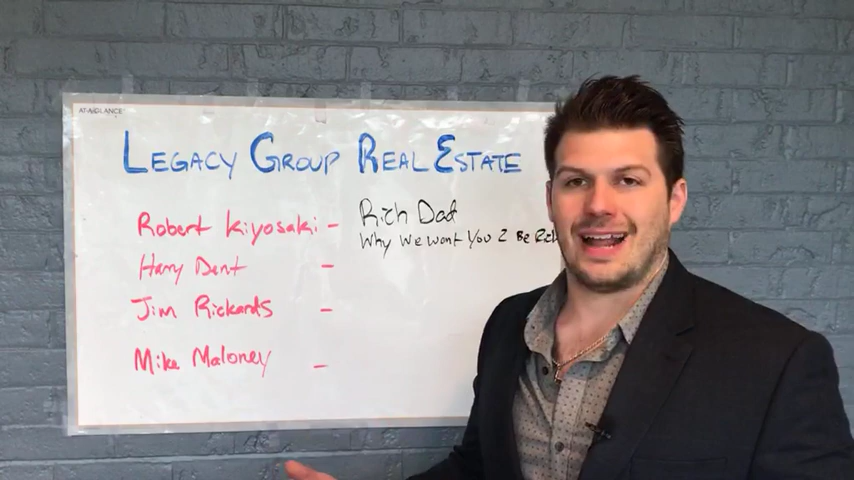 AT-A-GLANCE
LEGACY GROUP REAL ESTATE
Robert Kiyosaki - Rich Dad
Why We Want You 2 Be Rich
Harry Dent -
Jim Rickards -
Mike Maloney -